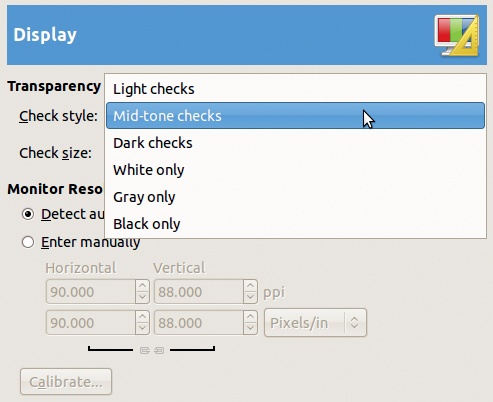 Display
Transparency
Light checks
Check style:
Mid-tone checks
Dark checks
Check size:
White only
Monitor Reso
Gray only
Detect au
Black only
Enter manually
Horizontal Vertical
90.000 88.000 ppi
90.000 88.000 Pixels/in
Calibrate...